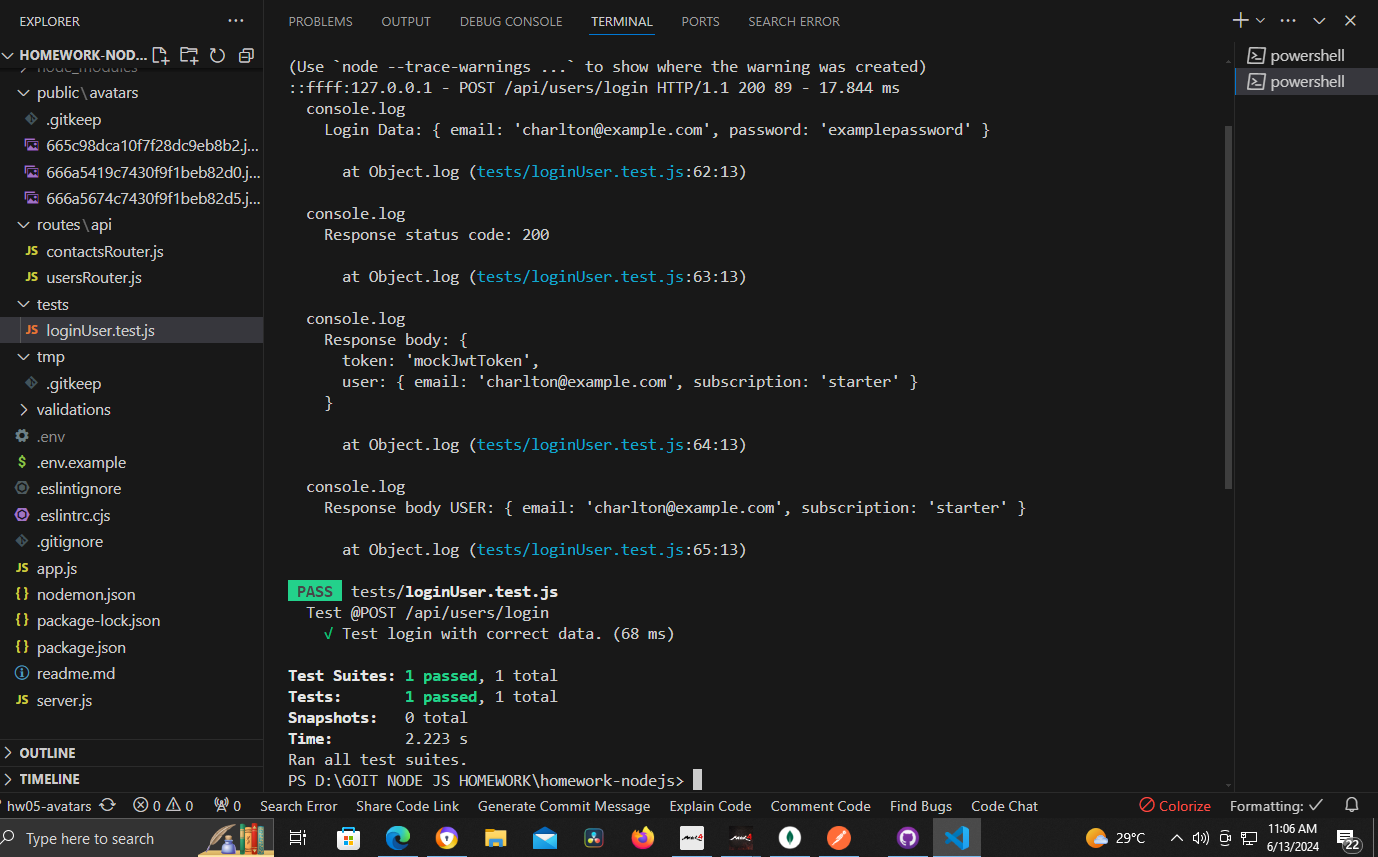 EXPLORER
PROBLEMS OUTPUT DEBUG CONSOLE TERMINAL PORTS SEARCH ERROR
HOMEWORK-NOD...
node_modules
public\avatars
.gitkeep
665c98dca10f7f28dc9eb8b2.j...
666a5419c7430f9f1beb82d0.j...
666a5674c7430f9f1beb82d5.j...
routes\api
JS contactsRouter.js
JS usersRouter.js
tests
JS loginUser.test.js
tmp
.gitkeep
validations
.env
$ .env.example
.eslintignore
.eslintrc.cjs
.gitignore
JS app.js
{} nodemon.json
{} package-lock.json
{} package.json
readme.md
JS server.js
OUTLINE
TIMELINE
(Use `node --trace-warnings ...` to show where the warning was created)
::ffff:127.0.0.1 - POST /api/users/login HTTP/1.1 200 89 - 17.844 ms
console.log
Login Data: { email: 'charlton@example.com', password: 'examplepassword' }
at Object.log (tests/loginUser.test.js:62:13)
console.log
Response status code: 200
at Object.log (tests/loginUser.test.js:63:13)
console.log
Response body: {
token: 'mockJwtToken',
user: { email: 'charlton@example.com', subscription: 'starter' }
}
at Object.log (tests/loginUser.test.js:64:13)
console.log
Response body USER: { email: 'charlton@example.com', subscription: 'starter' }
at Object.log (tests/loginUser.test.js:65:13)
PASS tests/loginUser.test.js
Test @POST /api/users/login
√ Test login with correct data. (68 ms)
Test Suites: 1 passed, 1 total
Tests: 1 passed, 1 total
Snapshots: 0 total
Time: 2.223 s
Ran all test suites.
PS D:\GOIT NODE JS HOMEWORK\homework-nodejs>
powershell
powershell
hw05-avatars 0 0 0 Search Error Share Code Link Generate Commit Message Explain Code Comment Code Find Bugs Code Chat Colorize Formatting: ✓
Type here to search
29°C
11:06 AM
6/13/2024
22